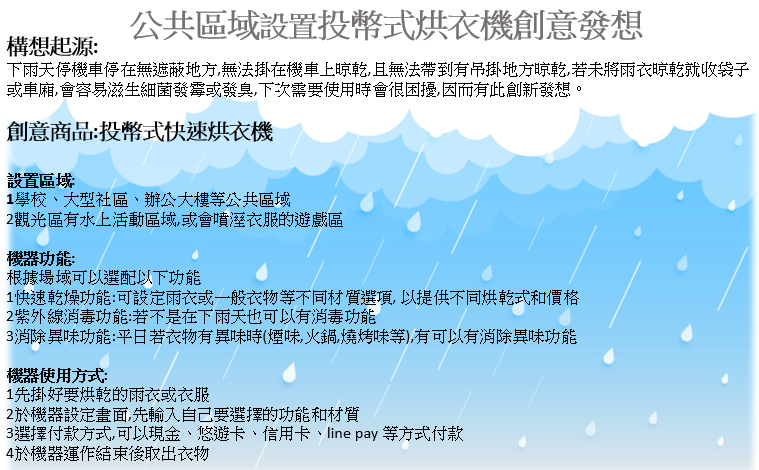 公共區域設置投幣式烘衣機創意發想
構想起源:
下雨天停機車停在無遮蔽地方,無法掛在機車上晾乾,且無法帶到有吊掛地方晾乾,若未將雨衣晾乾就收袋子
或車廂,會容易滋生細菌發霉或發臭,下次需要使用時會很困擾,因而有此創新發想。
創意商品:投幣式快速烘衣機
設置區域:
1學校、大型社區、辦公大樓等公共區域
2觀光區有水上活動區域,或會噴溼衣服的遊戲區
機器功能:
根據場域可以選配以下功能
1快速乾燥功能:可設定雨衣或一般衣物等不同材質選項, 以提供不同烘乾式和價格
2紫外線消毒功能:若不是在下雨天也可以有消毒功能
3消除異味功能:平日若衣物有異味時(煙味,火鍋,燒烤味等),有可以有消除異味功能
機器使用方式:
1先掛好要烘乾的雨衣或衣服
2於機器設定畫面,先輸入自己要選擇的功能和材質
3選擇付款方式,可以現金、悠遊卡、信用卡、line pay 等方式付款
4於機器運作結束後取出衣物